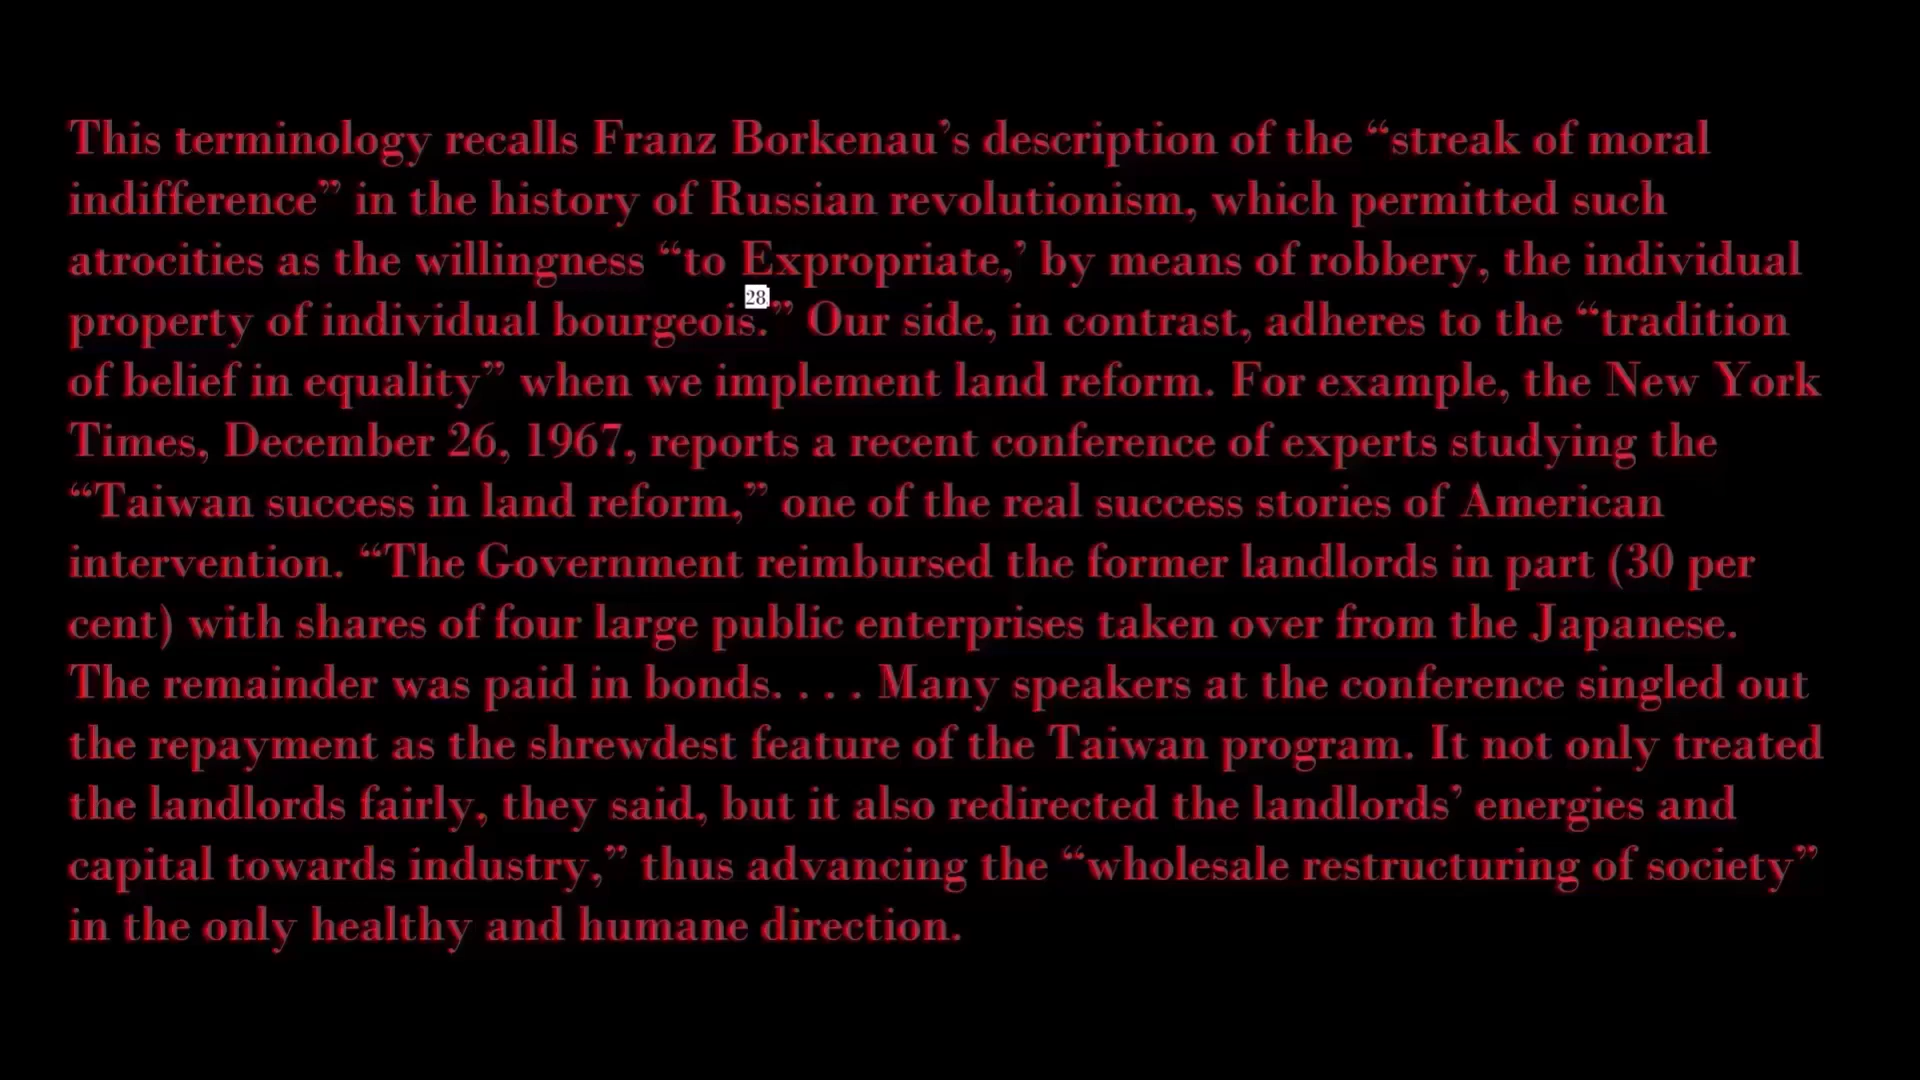 This terminology recalls Franz Borkenau’s description of the “streak of moral
indifference” in the history of Russian revolutionism, which permitted such
atrocities as the willingness “‘to Expropriate,’ by means of robbery, the individual
property of individual bourgeois.”28 Our side, in contrast, adheres to the “tradition
of belief in equality” when we implement land reform. For example, the New York
Times, December 26, 1967, reports a recent conference of experts studying the
“Taiwan success in land reform,” one of the real success stories of American
intervention. “The Government reimbursed the former landlords in part (30 per
cent) with shares of four large public enterprises taken over from the Japanese.
The remainder was paid in bonds. . . . Many speakers at the conference singled out
the repayment as the shrewdest feature of the Taiwan program. It not only treated
the landlords fairly, they said, but it also redirected the landlords’ energies and
capital towards industry,” thus advancing the “wholesale restructuring of society”
in the only healthy and humane direction.